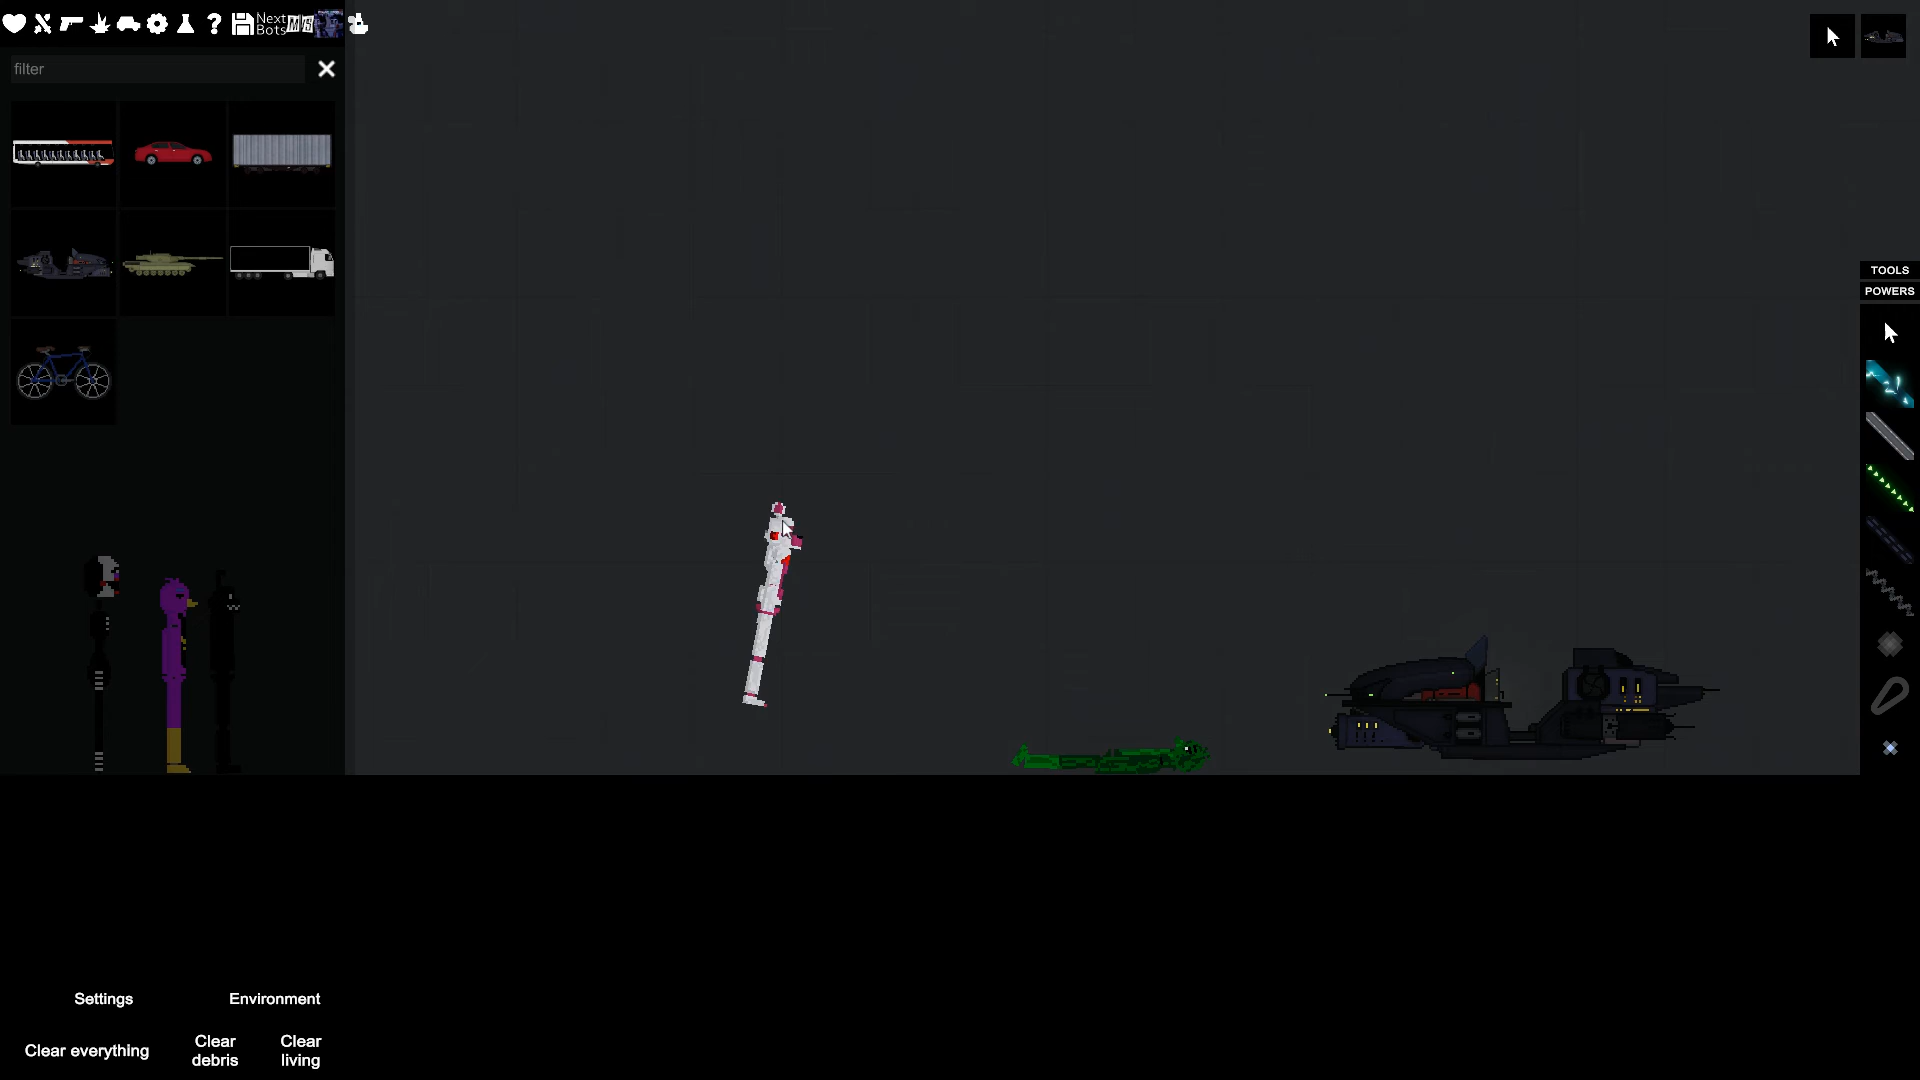 Next
Bots
filter
TOOLS
POWERS
Settings
Environment
Clear everything
Clear
debris
Clear
living